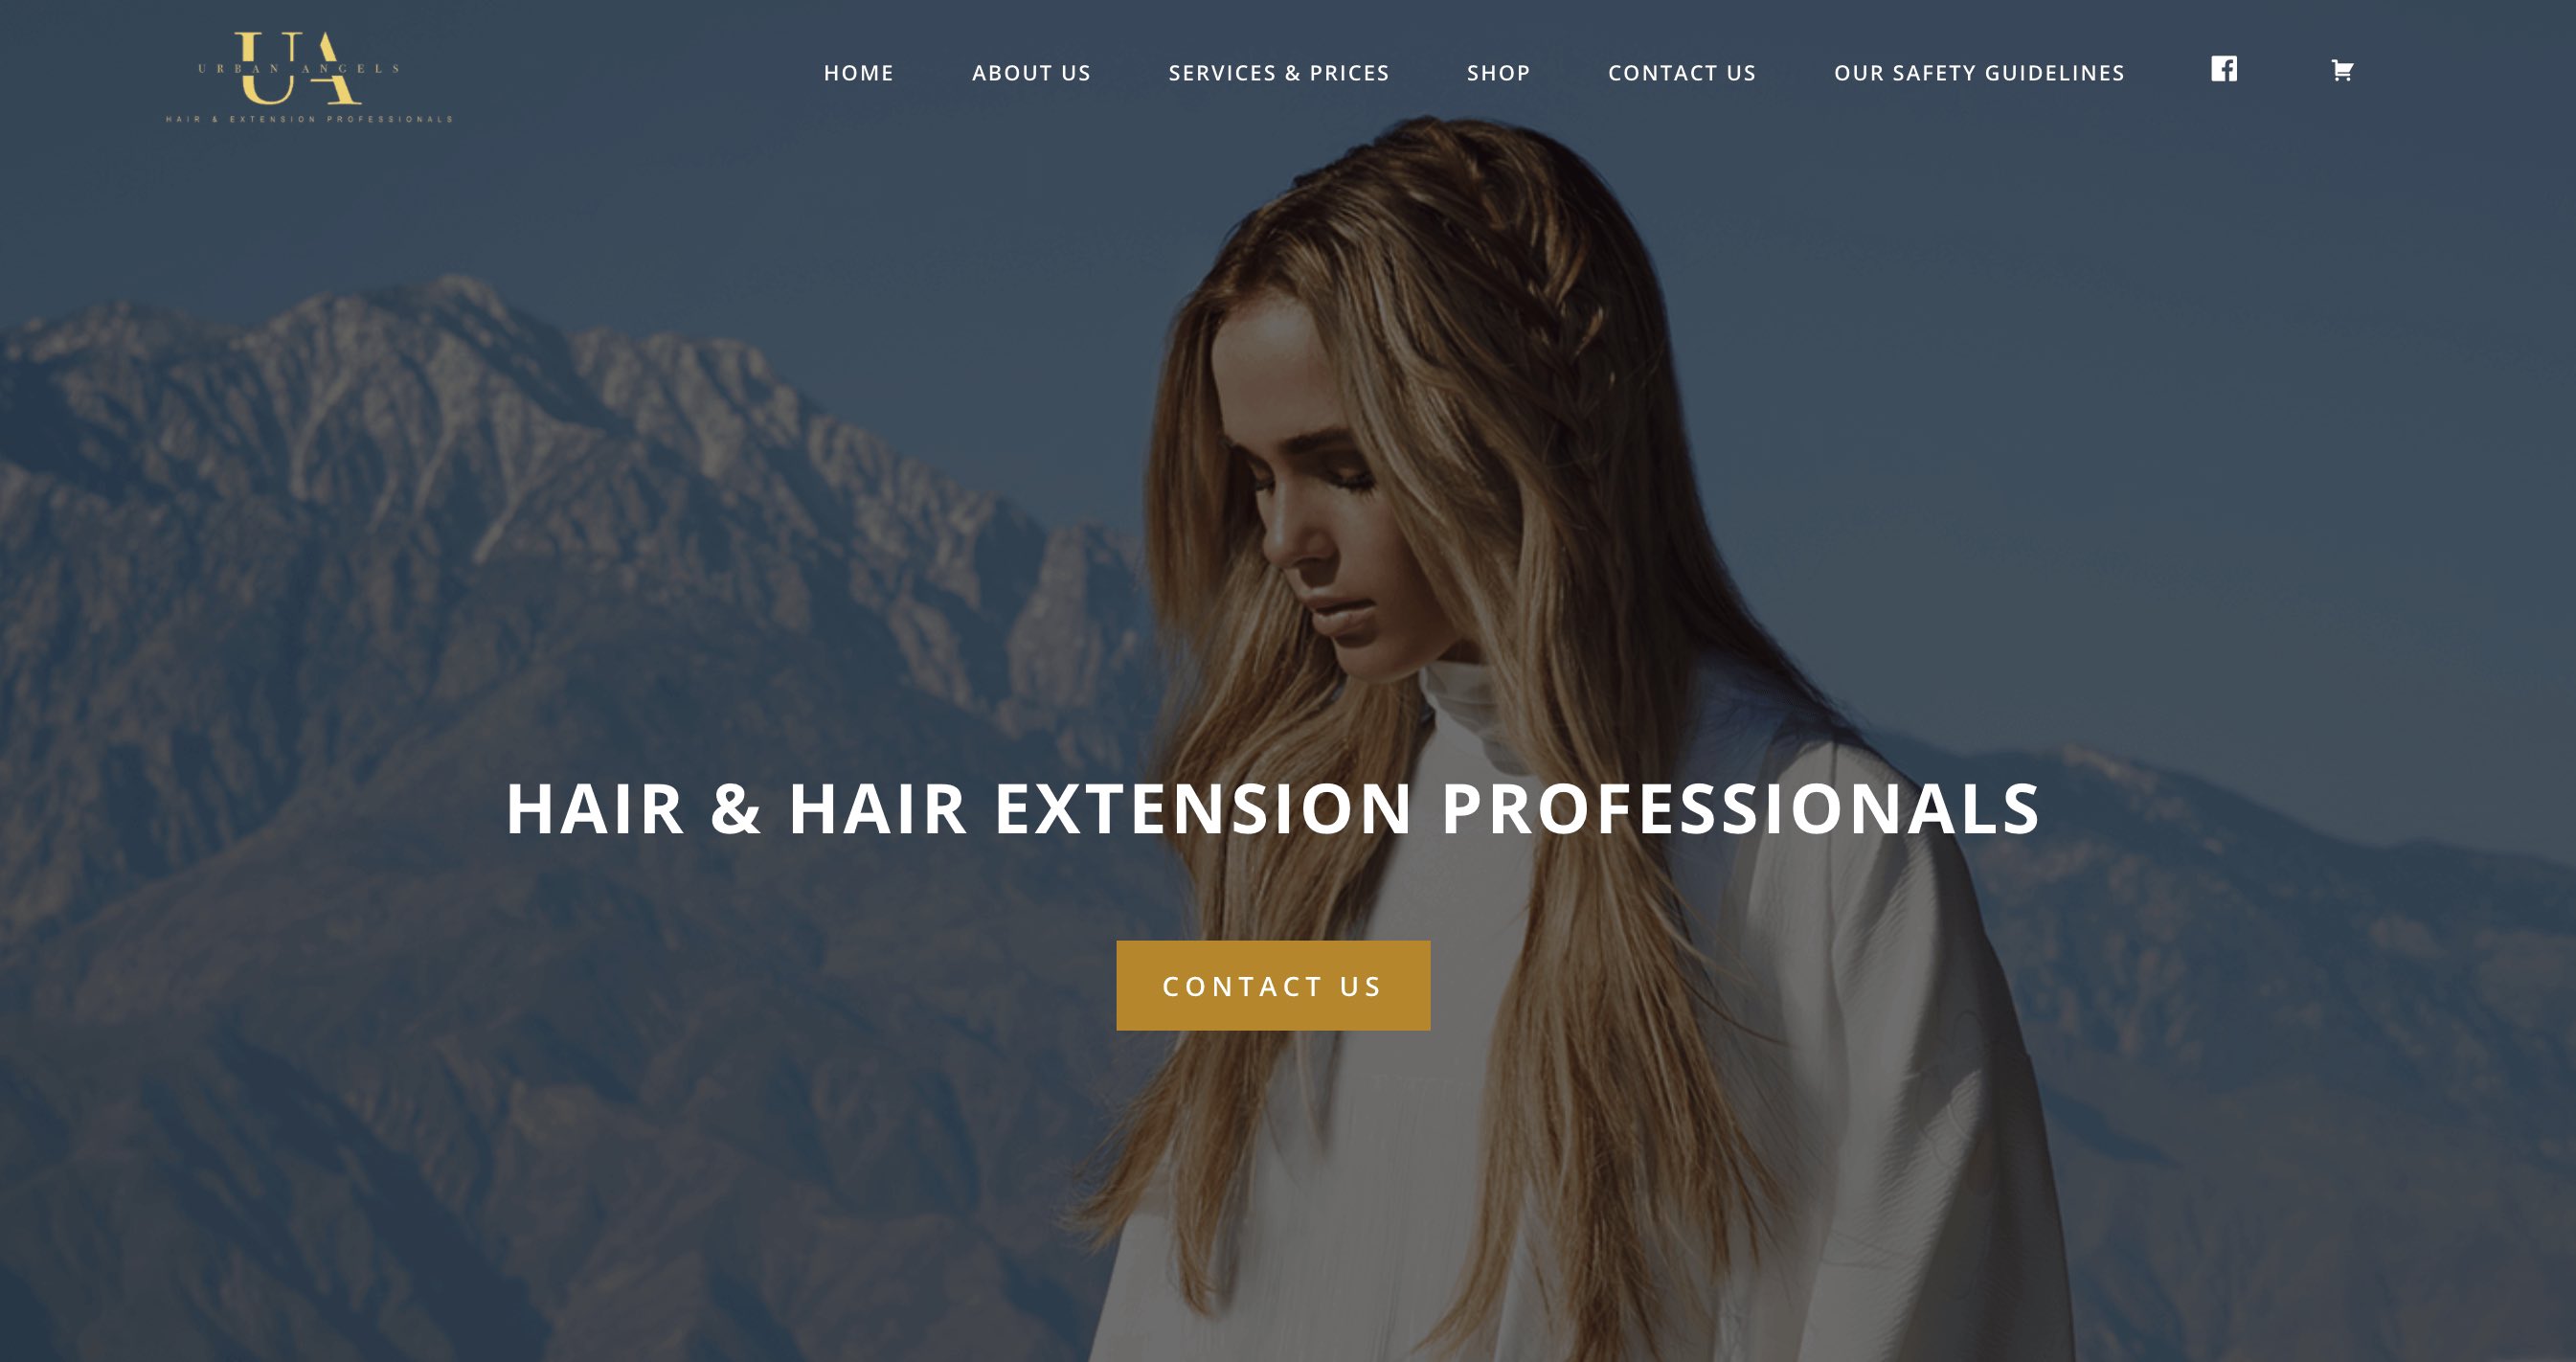 UA
URBAN ANGELS
HAIR & EXTENSION PROFESSIONALS
HOME ABOUT US SERVICES & PRICES SHOP CONTACT US OUR SAFETY GUIDELINES
HAIR & HAIR EXTENSION PROFESSIONALS
CONTACT US